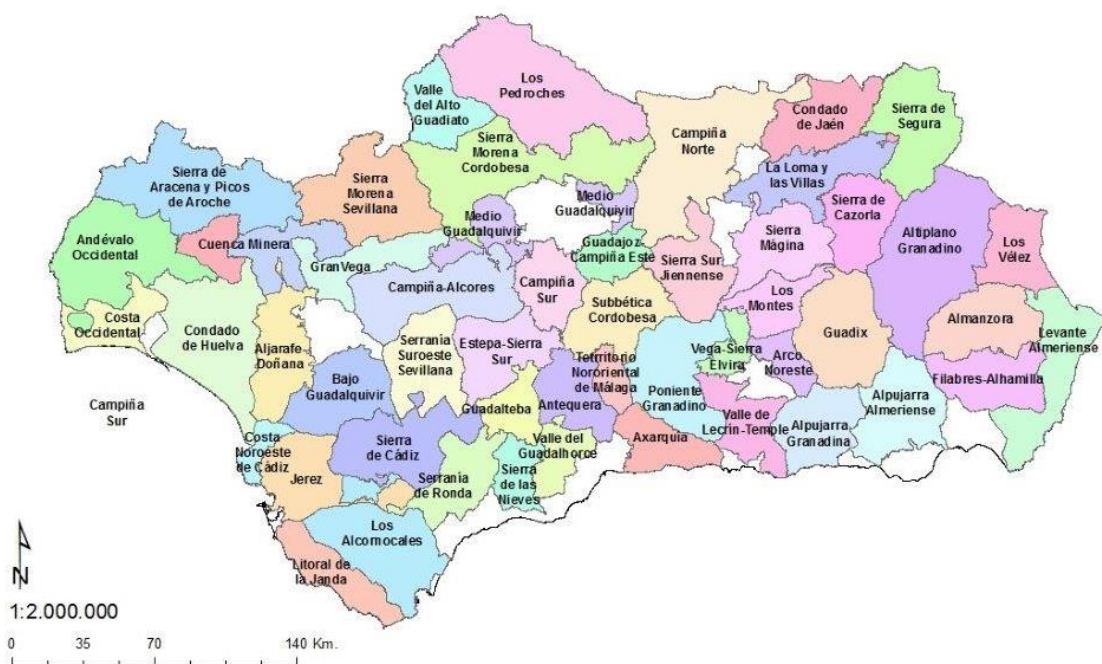 Los
Pedroches
Valle
del Alto
Guadiato
Condado
de Jaén
Sierra de
Segura
Sierra
Morena
Cordobesa
Campiña
Norte
Sierra de
Aracena y Picos
de Aroche
Sierra
Morena
Sevillana
La Loma y
las Villas
Medio
Guadalquivir
Medio
Guadalquivir
Sierra de
Cazorla
Andévalo
Occidental
Cuenca Minera
Guadajoz
Campiña Este
Sierra
Mágina
Altiplano
Granadino
Los
Vélez
GranVega
Sierra Sur
Jiennense
Campiña-Alcores
Campiña
Sur
Los
Montes
Costa
Occidental
Condado
de Huelva
Subbética
Cordobesa
Guadix
Almanzora
Levante
Almeriense
Aljarafe-
Doñana
Serrania
Suroeste
Sevillana
Estepa-Sierra
Sur
Vega-Sierra
Elvira
Arco
Noreste
Tetrritorio
Nororiental
de Málaga
Filabres-Alhamilla
Bajo
Guadalquivir
Poniente
Granadino
Alpujarra
Almeriense
Campiña
Sur
Guadalteba
Antequera
Valle de
Lecrin-Temple
Alpujarra
Granadina
Costa
Noroeste
de Cádiz
Sierra
de Cádiz
Valle del
Guadalhorce
Axarquia
Jerez
Serranía
de Ronda
Sierra
de las
Nieves
Los
Alcornocales
Litoral de
la Janda
N
1:2.000.000
0 35 70 140 Km.